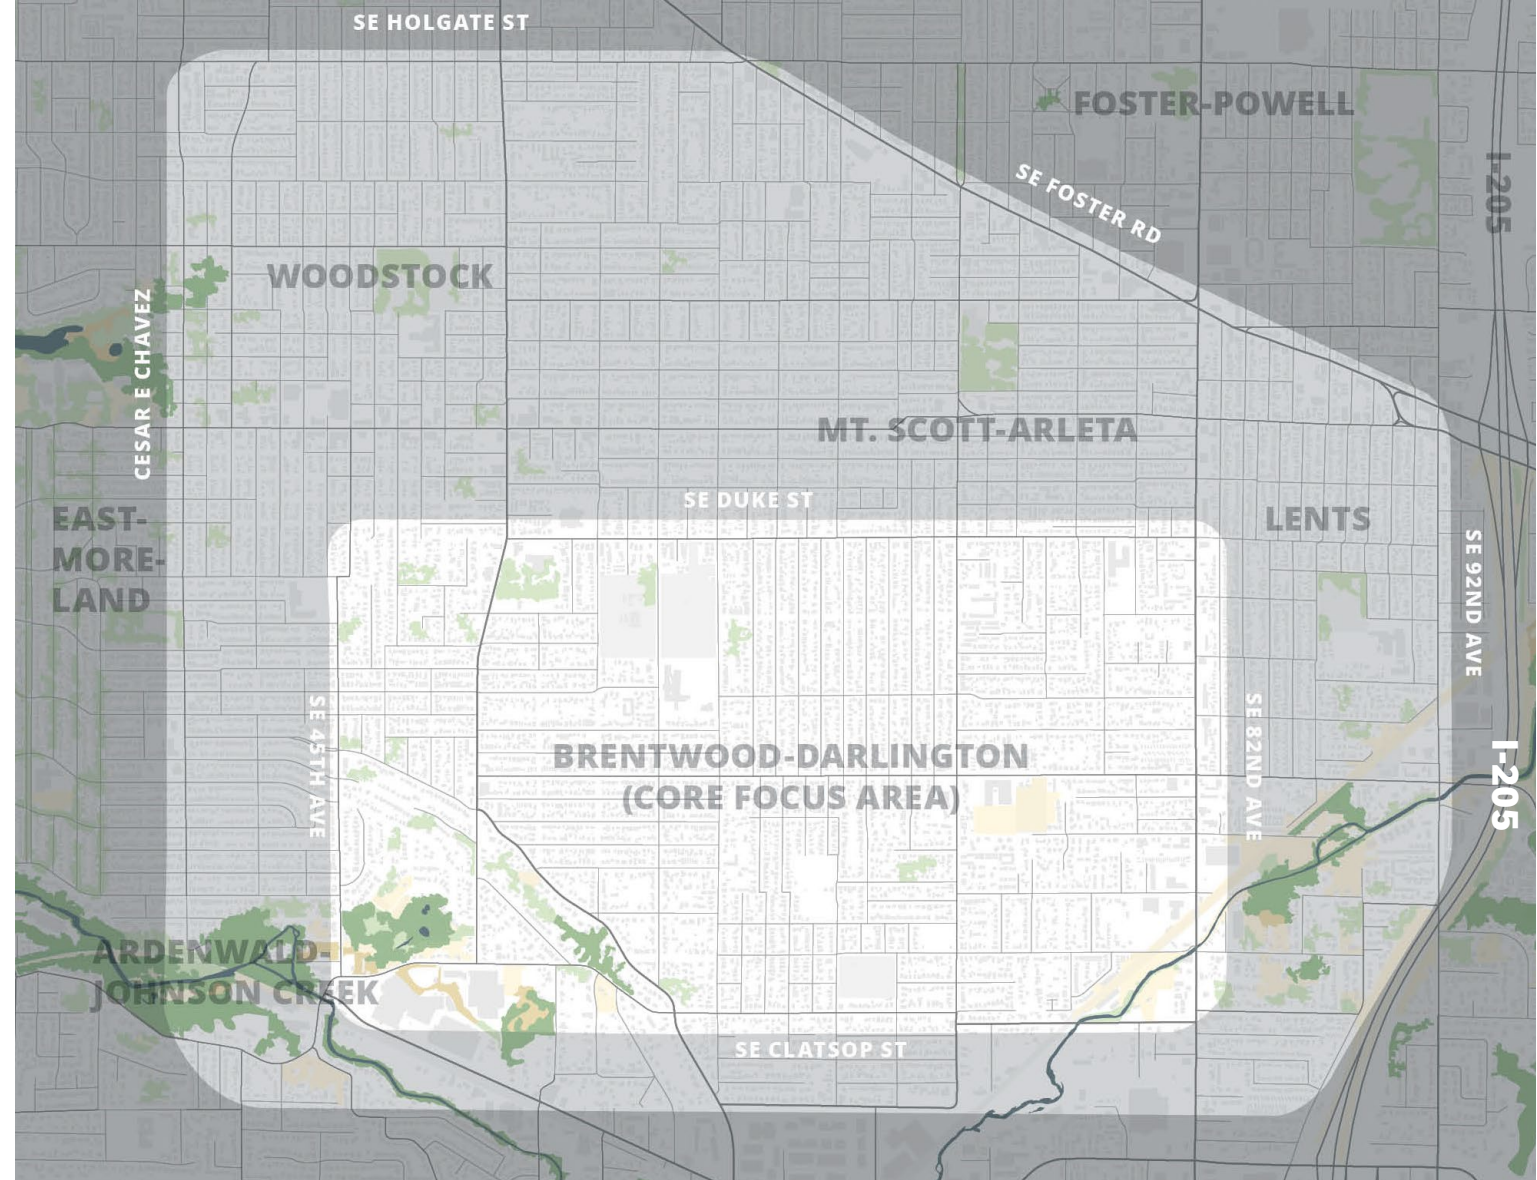 SE HOLGATE ST
FOSTER-POWELL
I-205
SE FOSTER RD
WOODSTOCK
CESAR E CHAVEZ
MT. SCOTT-ARLETA
SE DUKE ST
EAST-
MORE-
LAND
LENTS
SE 92ND AVE
SE 45TH AVE
SE 82ND AVE
BRENTWOOD-DARLINGTON
(CORE FOCUS AREA)
I-205
ARDENWALD-
JOHNSON CREEK
SE CLATSOP ST